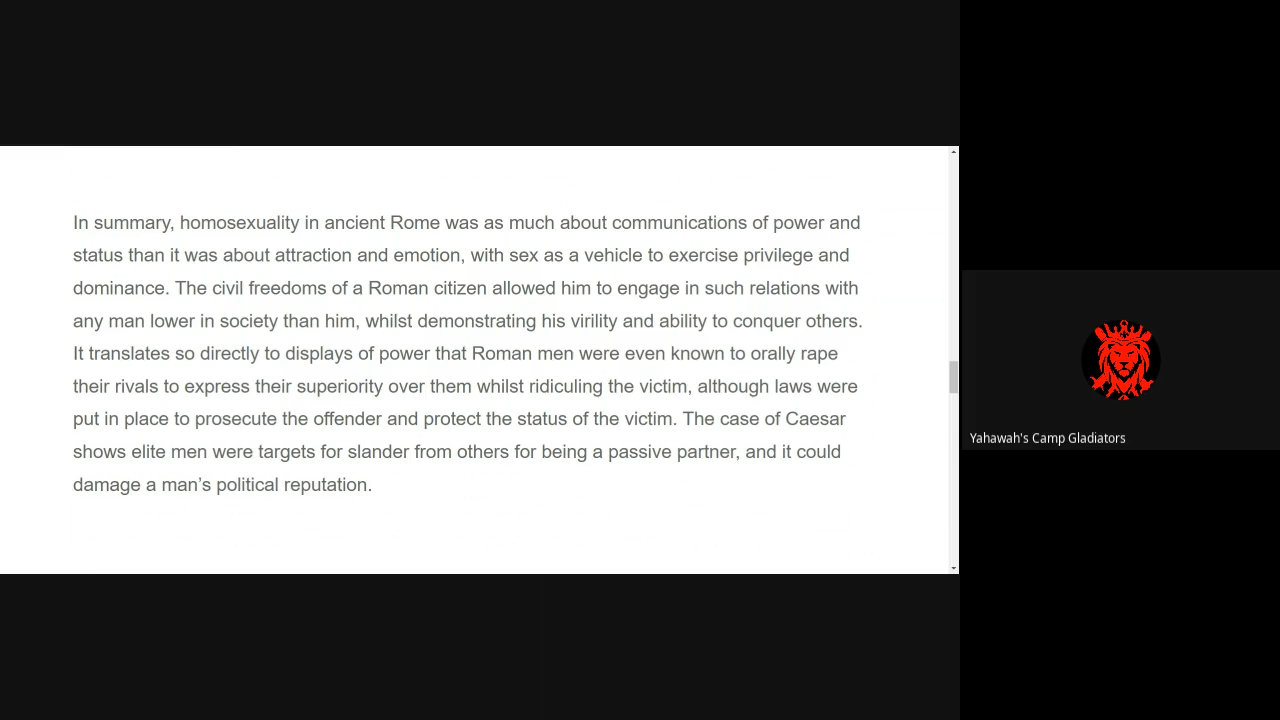 In summary, homosexuality in ancient Rome was as much about communications of power and
status than it was about attraction and emotion, with sex as a vehicle to exercise privilege and
dominance. The civil freedoms of a Roman citizen allowed him to engage in such relations with
any man lower in society than him, whilst demonstrating his virility and ability to conquer others.
It translates so directly to displays of power that Roman men were even known to orally rape
their rivals to express their superiority over them whilst ridiculing the victim, although laws were
put in place to prosecute the offender and protect the status of the victim. The case of Caesar
shows elite men were targets for slander from others for being a passive partner, and it could
damage a man’s political reputation.
Yahawah's Camp Gladiators